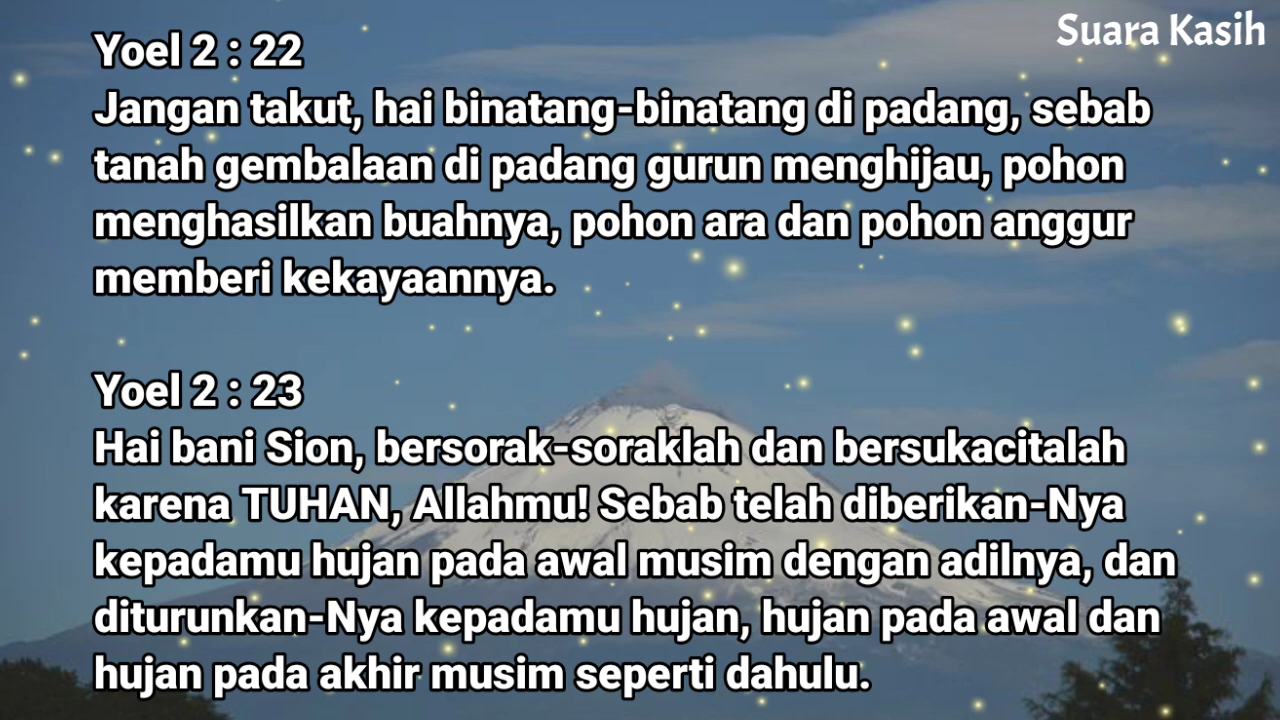 Suara Kasih
Yoel 2 : 22
Jangan takut, hai binatang-binatang di padang, sebab
tanah gembalaan di padang gurun menghijau, pohon
menghasilkan buahnya, pohon ara dan pohon anggur
memberi kekayaannya.
Yoel 2 : 23
Hai bani Sion, bersorak-soraklah dan bersukacitalah
karena TUHAN, Allahmu! Sebab telah diberikan-Nya
kepadamu hujan pada awal musim dengan adilnya, dan
diturunkan-Nya kepadamu hujan, hujan pada awal dan
hujan pada akhir musim seperti dahulu.